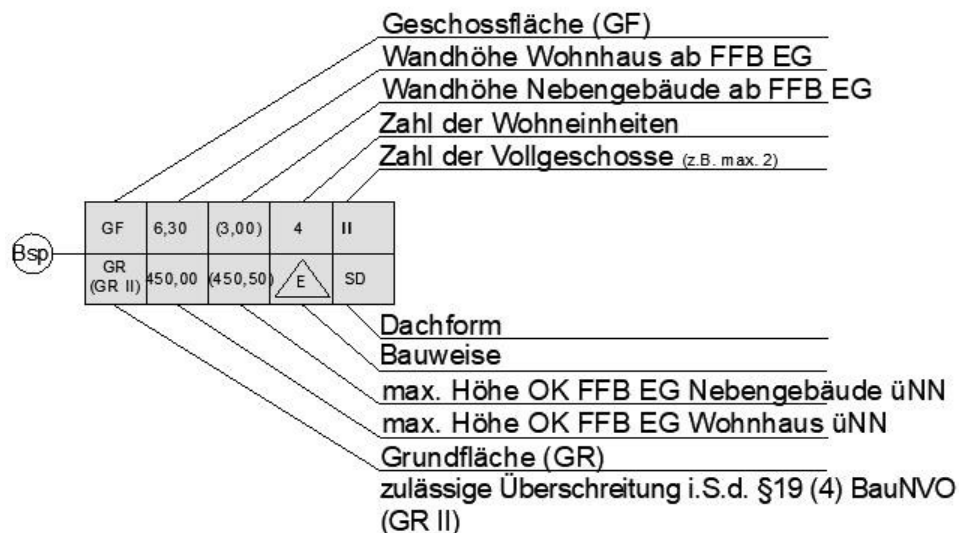 Geschossfläche (GF)
Wandhöhe Wohnhaus ab FFB EG
Wandhöhe Nebengebäude ab FFB EG
Zahl der Wohneinheiten
Zahl der Vollgeschosse (z.B. max. 2)
GF 6,30 (3,00) 4 II
Bsp
GR 450,00 (450,50) E SD
(GR II)
Dachform
Bauweise
max. Höhe OK FFB EG Nebengebäude üNN
max. Höhe OK FFB EG Wohnhaus üNN
Grundfläche (GR)
zulässige Überschreitung i.S.d. §19 (4) BauNVO
(GR II)